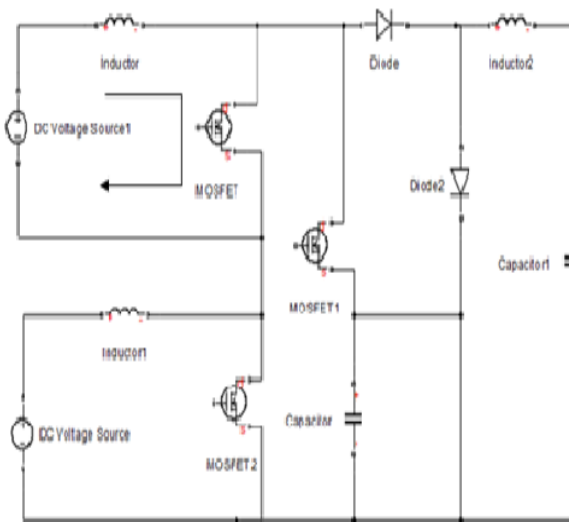 Inductor
Diode
Inductor2
DC Voltage Source1
MOSFET
Diode2
MOSFET1
Capacitor1
Inductor1
DC Voltage Source
Capacitor
MOSFET2